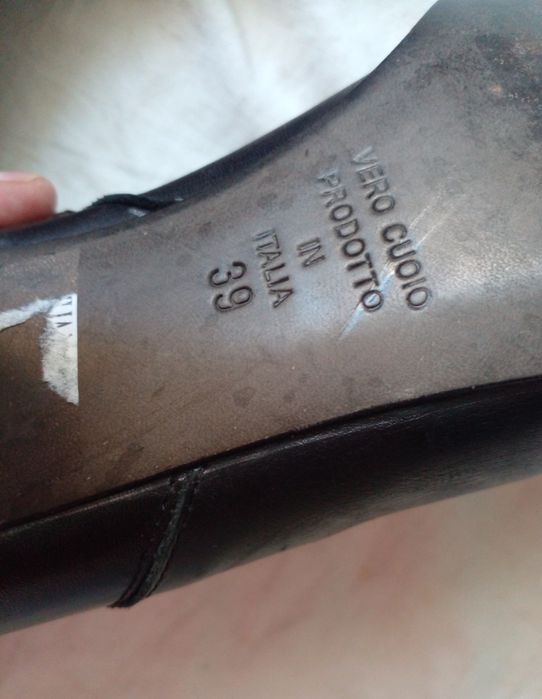 VERO CUOIO
PRODOTTO
IN
ITALIA
39